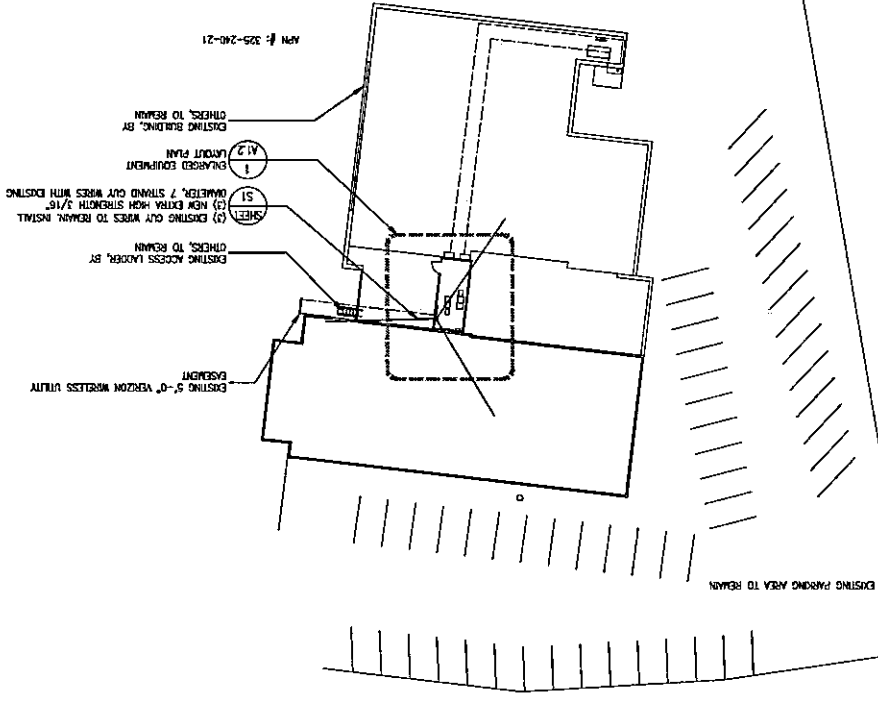 EXISTING PARKING AREA TO REMAIN
EXISTING 5'-0" VERIZON WIRELESS UTILITY
EASEMENT
EXISTING ACCESS LADDER, BY
OTHERS, TO REMAIN
SHEET
S1
(3) EXISTING GUY WIRES TO REMAIN. INSTALL
(3) NEW EXTRA HIGH STRENGTH 3/16"
DIAMETER, 7 STRAND GUY WIRES WITH EXISTING
1
A1.2
ENLARGED EQUIPMENT
LAYOUT PLAN
EXISTING BUILDING, BY
OTHERS, TO REMAIN
APN #: 325-240-21